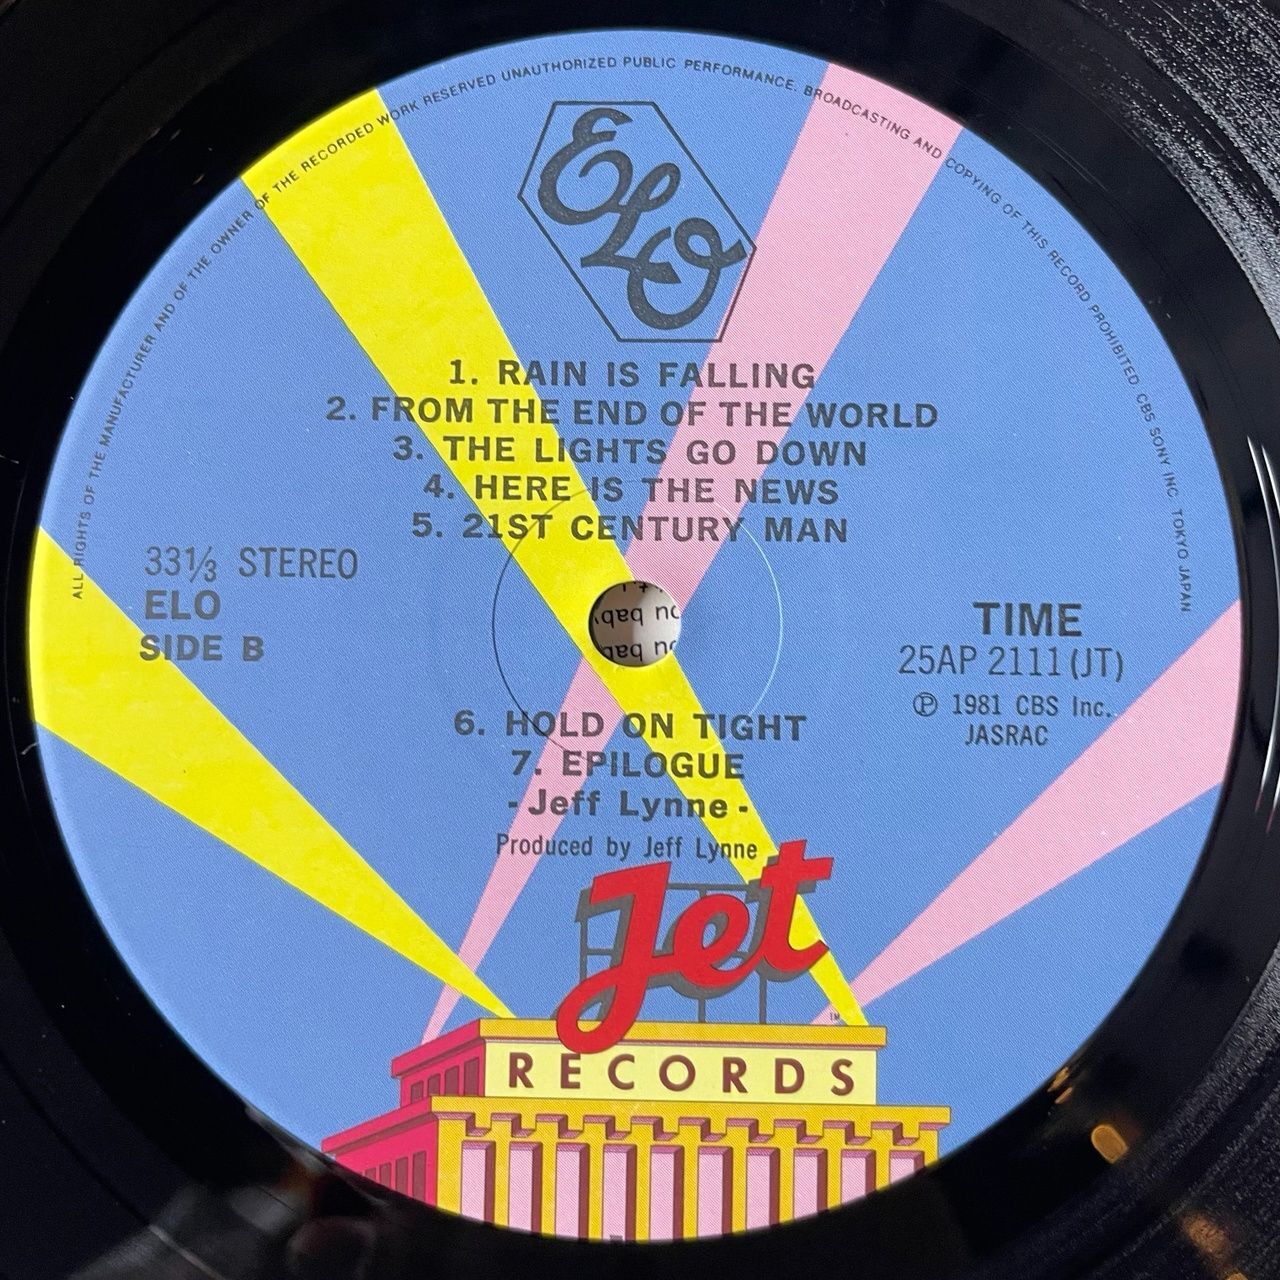 ALL RIGHTS OF THE MANUFACTURER AND OF THE OWNER OF THE RECORDED WORK RESERVED UNAUTHORIZED PUBLIC PERFORMANCE. BROADCASTING AND COPYING OF THIS RECORD PROHIBITED CBS SONY INC TOKYO JAPAN
ELO
1. RAIN IS FALLING
2. FROM THE END OF THE WORLD
3. THE LIGHTS GO DOWN
4. HERE IS THE NEWS
5. 21ST CENTURY MAN
33⅓ STEREO
ELO
SIDE B
TIME
25AP 2111 (JT)
℗ 1981 CBS Inc.
JASRAC
6. HOLD ON TIGHT
7. EPILOGUE
- Jeff Lynne -
Produced by Jeff Lynne
Jet
TM
RECORDS